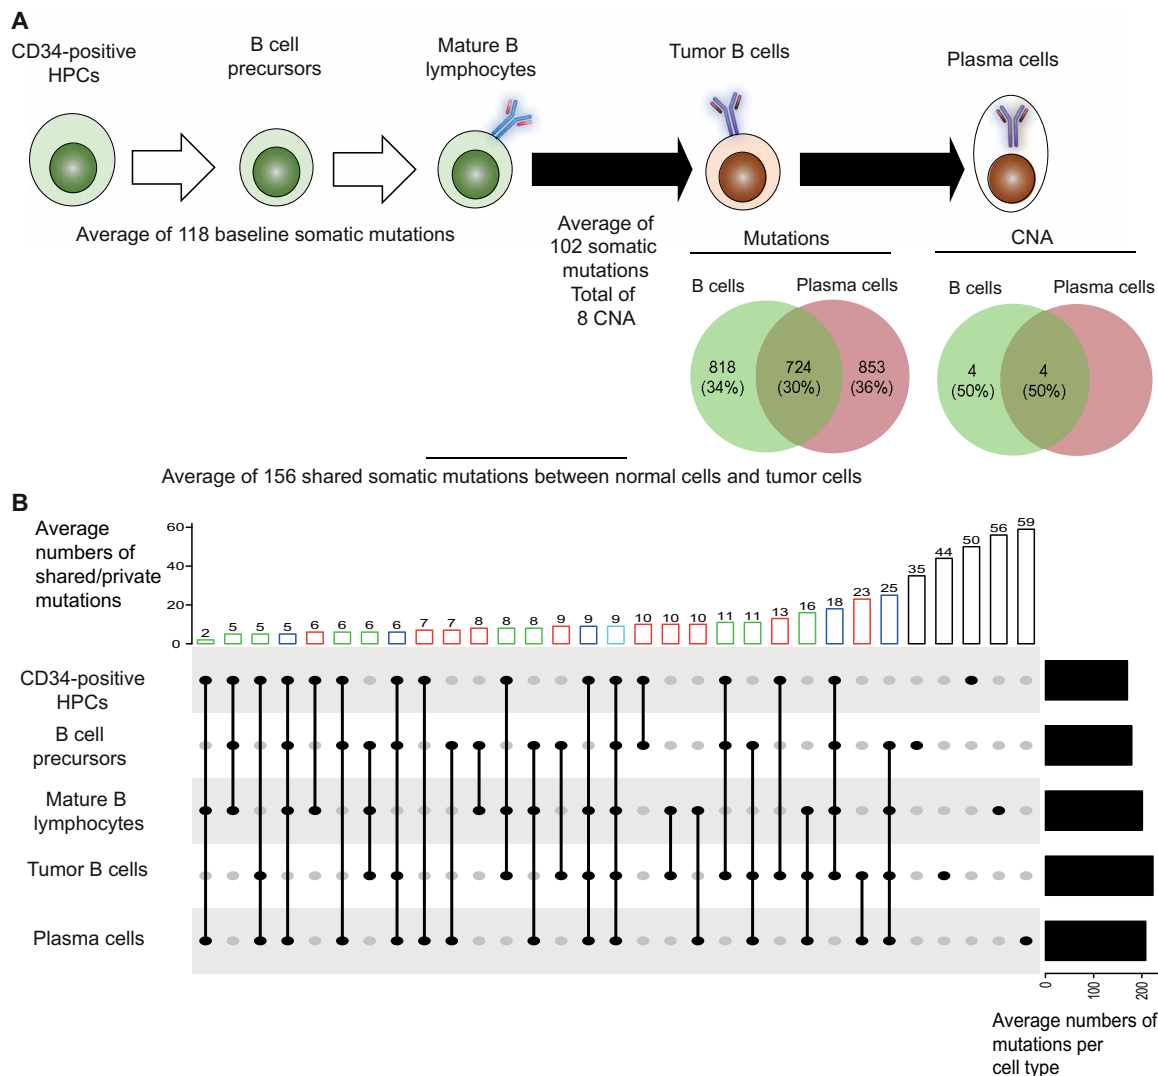 A
CD34-positive
HPCs
B cell
precursors
Mature B
lymphocytes
Tumor B cells
Plasma cells
Average of 118 baseline somatic mutations
Average of
102 somatic
mutations
Total of
8 CNA
Mutations
CNA
B cells
Plasma cells
B cells
Plasma cells
818
(34%)
724
(30%)
853
(36%)
4
(50%)
4
(50%)
Average of 156 shared somatic mutations between normal cells and tumor cells
B
Average
numbers of
shared/private
mutations
60
40
20
0
2 5 5 5 6 6 6 6 7 7 8 8 8 9 9 9 10 10 10 11 11 13 16 18 23 25 35 44 50 56 59
CD34-positive
HPCs
B cell
precursors
Mature B
lymphocytes
Tumor B cells
Plasma cells
0 100 200
Average numbers of
mutations per
cell type